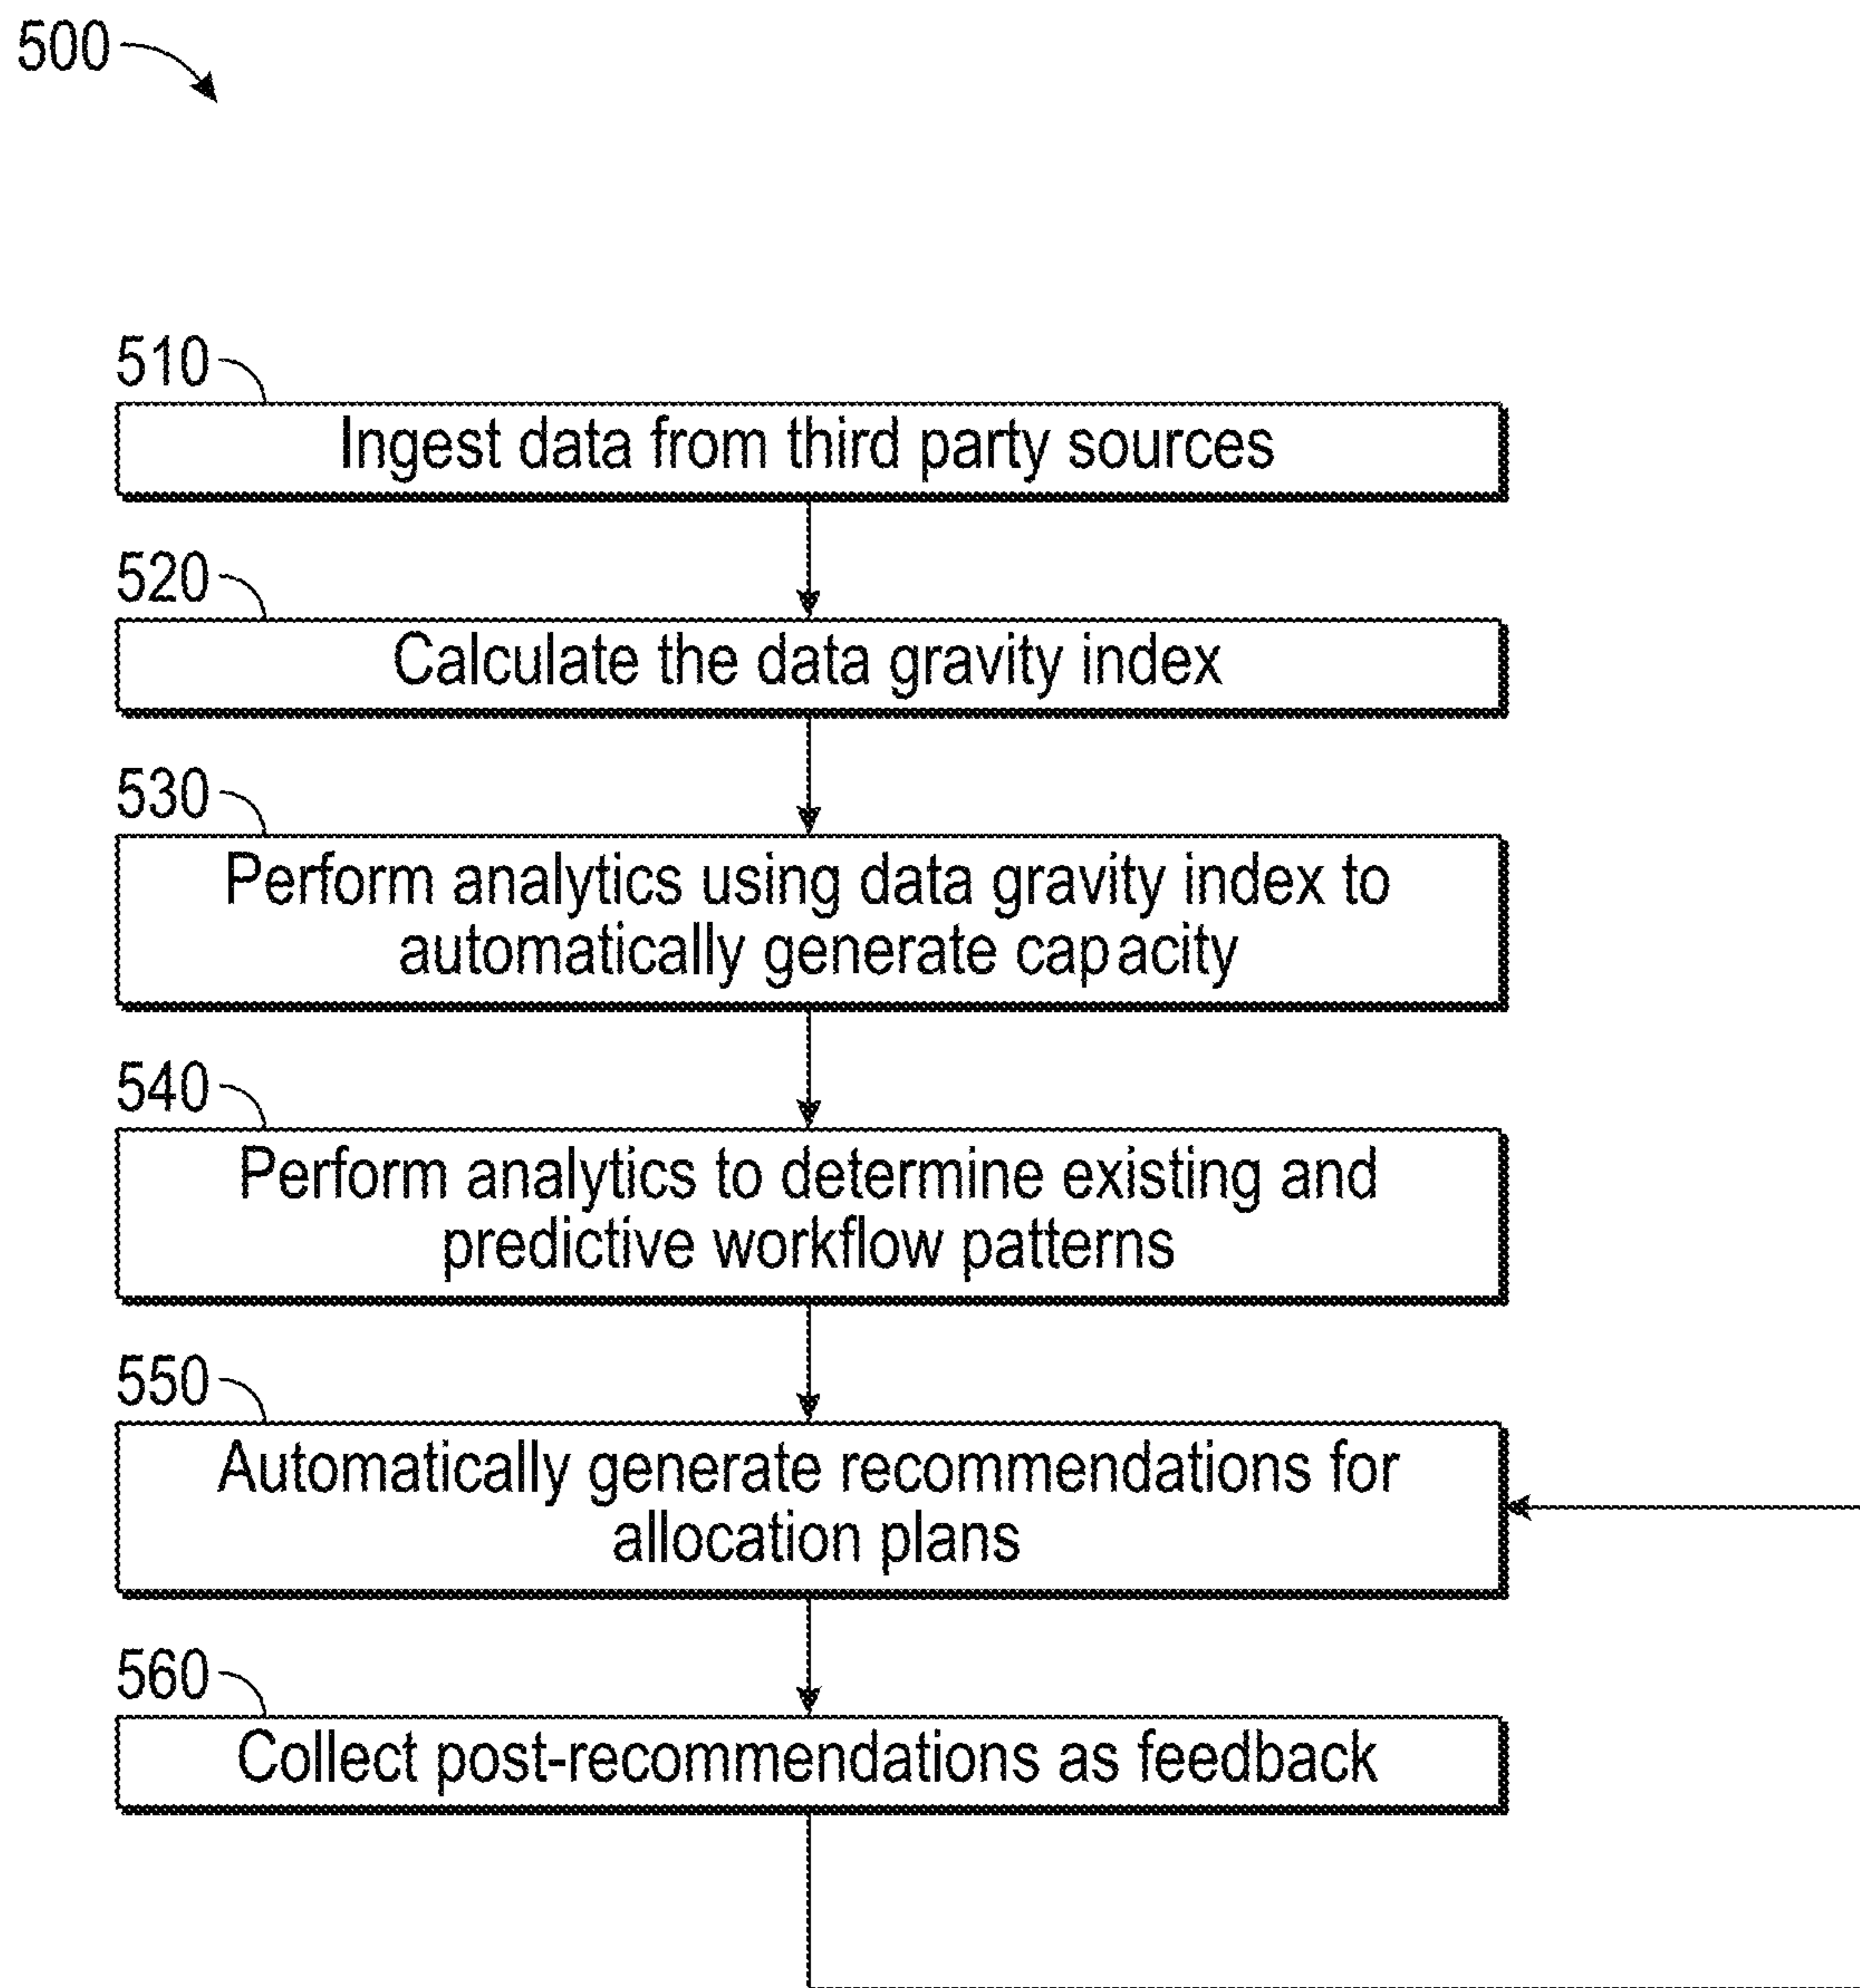 500
510
Ingest data from third party sources
520
Calculate the data gravity index
530
Perform analytics using data gravity index to
automatically generate capacity
540
Perform analytics to determine existing and
predictive workflow patterns
550
Automatically generate recommendations for
allocation plans
560
Collect post-recommendations as feedback